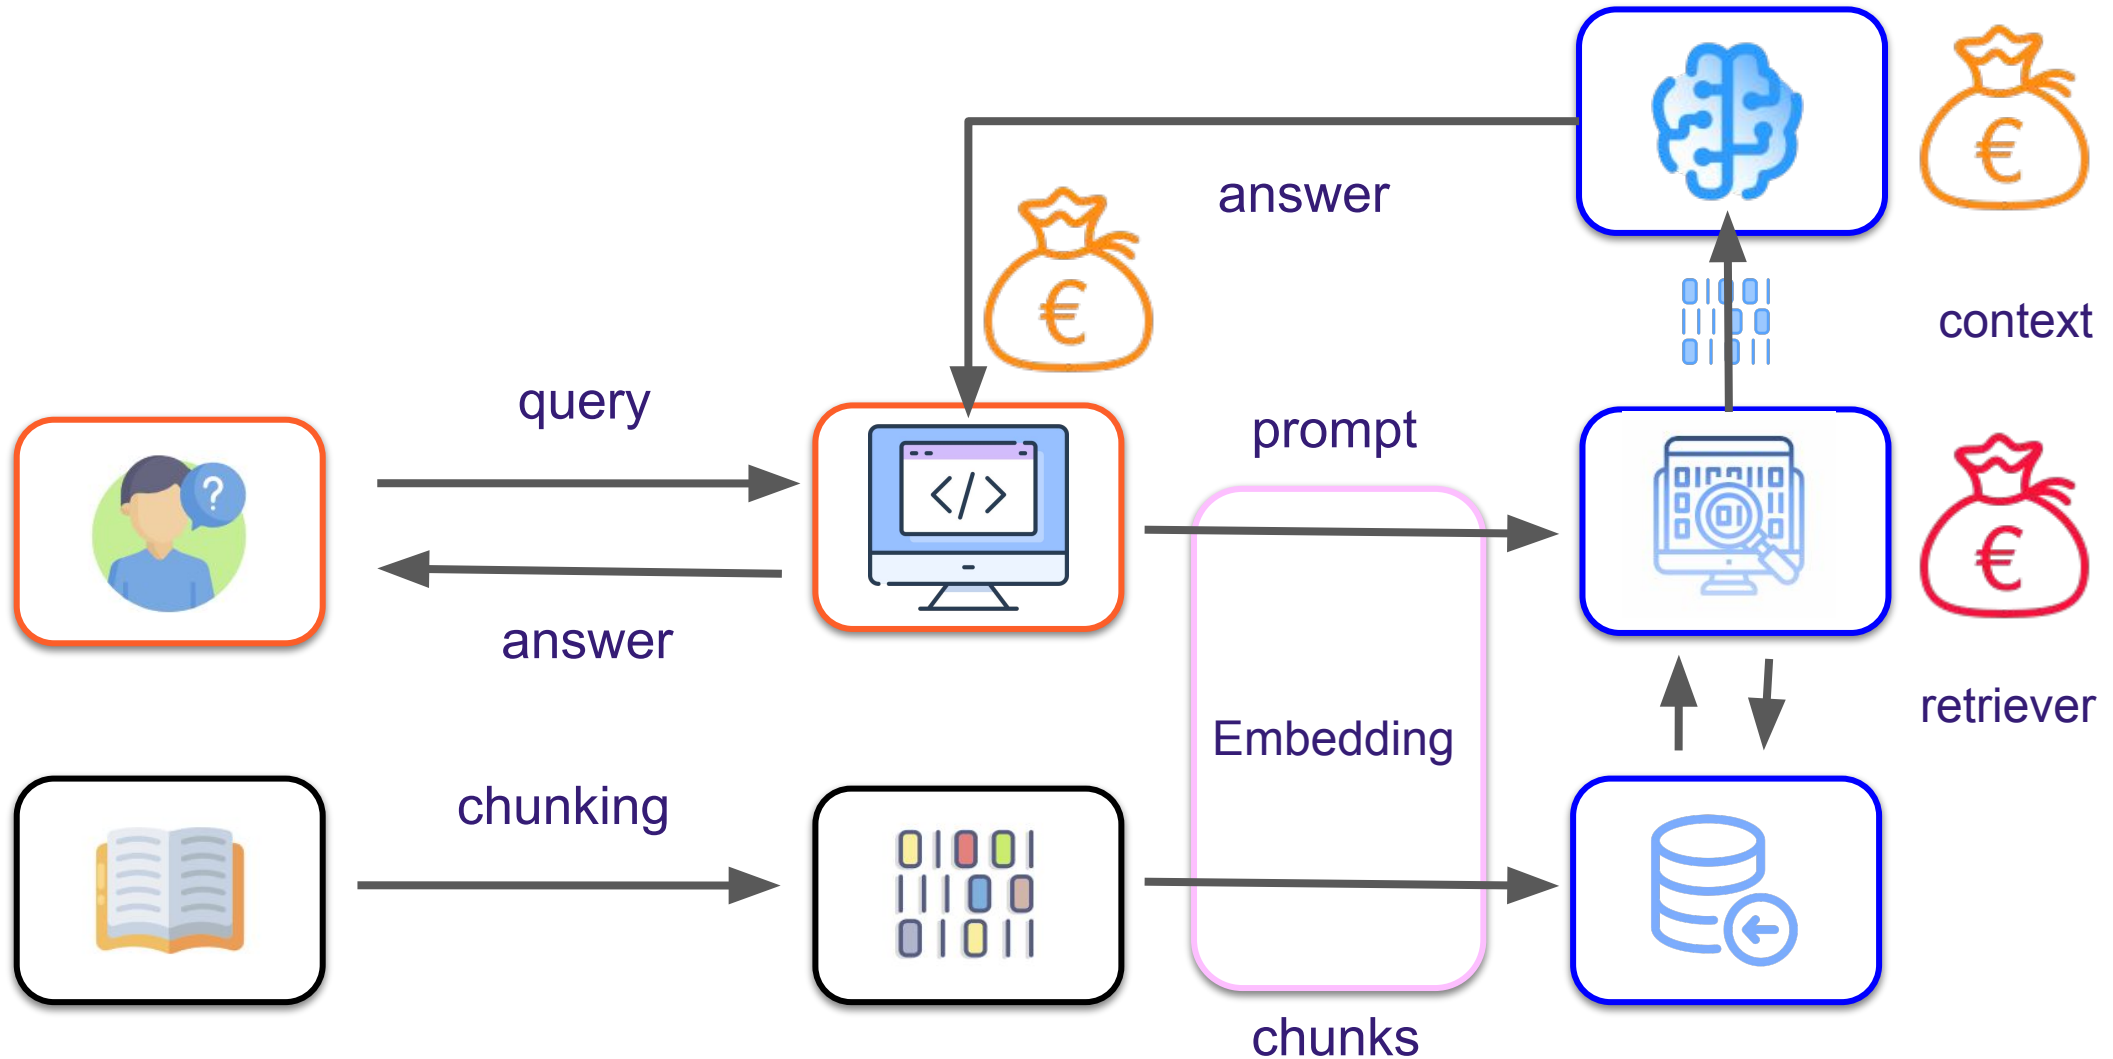 answer
€
€
context
query
prompt
</>
?
€
answer
retriever
Embedding
chunking
chunks